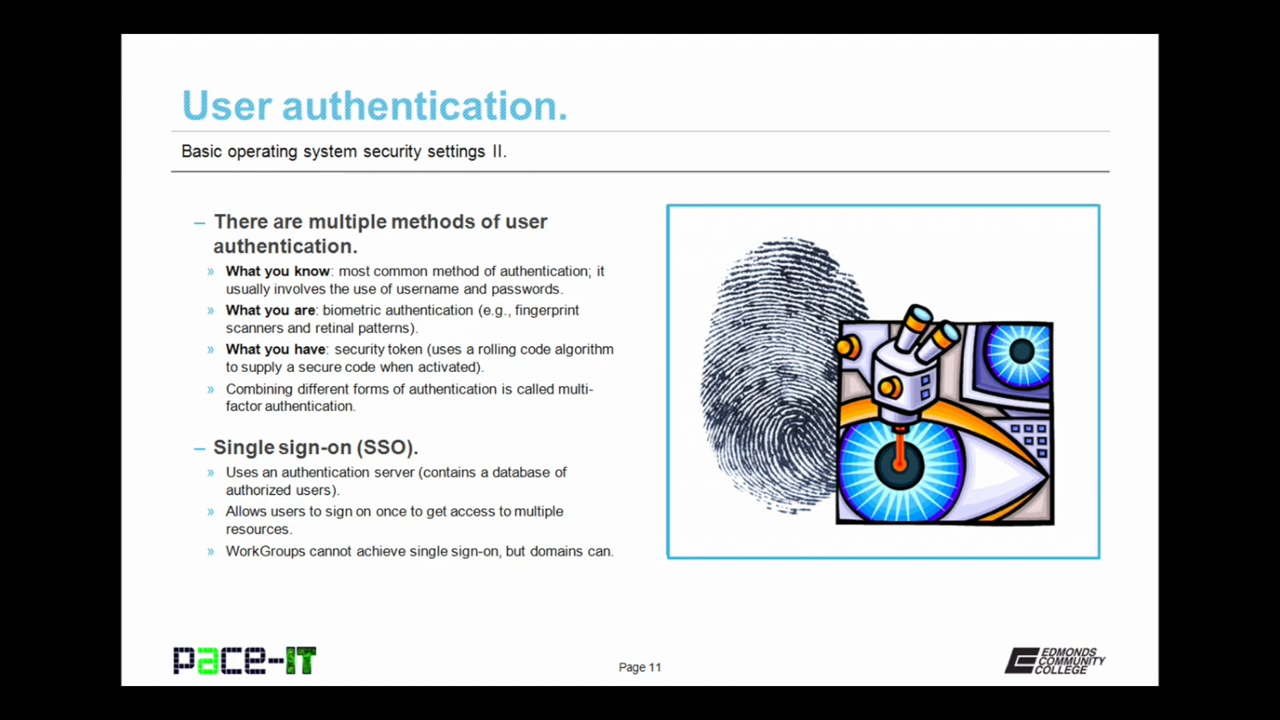 User authentication.
Basic operating system security settings II.
– There are multiple methods of user
authentication.
» What you know: most common method of authentication; it
usually involves the use of username and passwords.
» What you are: biometric authentication (e.g., fingerprint
scanners and retinal patterns).
» What you have: security token (uses a rolling code algorithm
to supply a secure code when activated).
» Combining different forms of authentication is called multi-
factor authentication.
– Single sign-on (SSO).
» Uses an authentication server (contains a database of
authorized users).
» Allows users to sign on once to get access to multiple
resources.
» WorkGroups cannot achieve single sign-on, but domains can.
pace-IT
Page 11
EDMONDS
COMMUNITY
COLLEGE